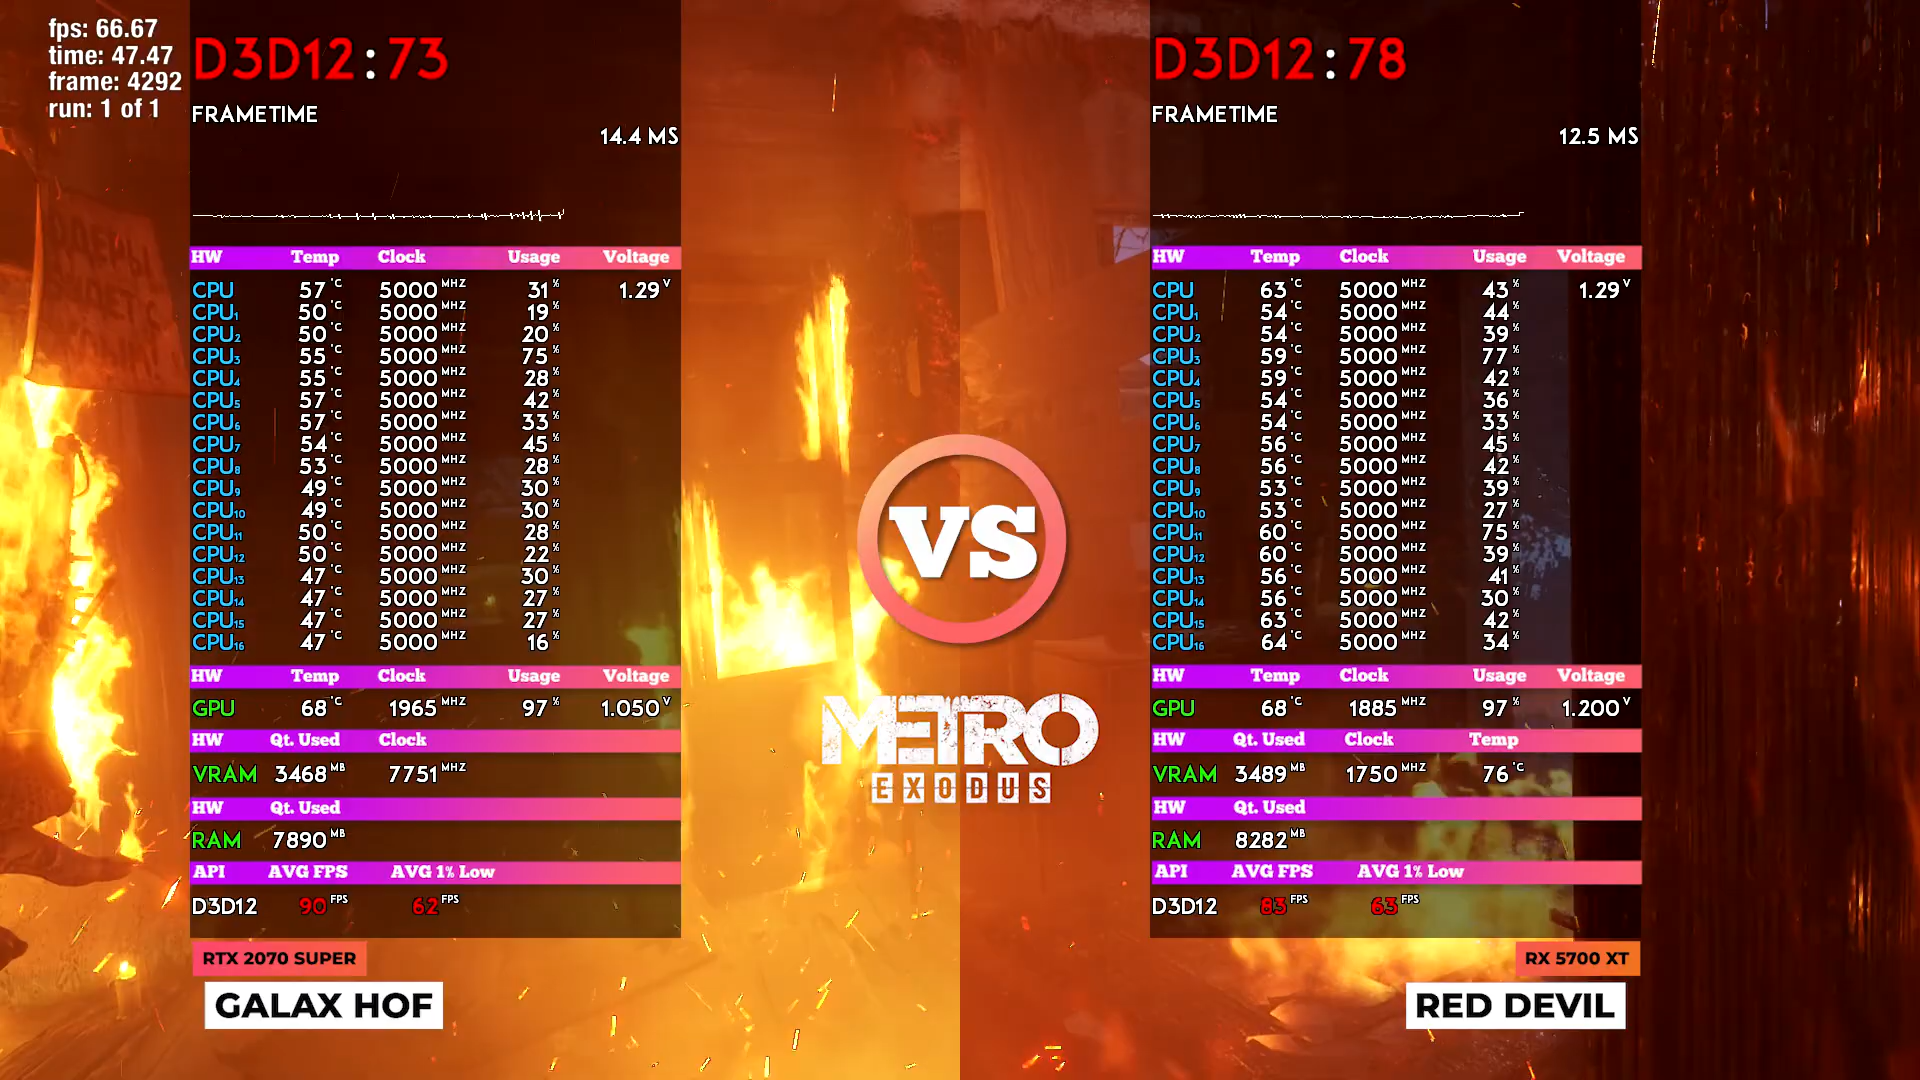 fps: 66.67
time: 47.47
frame: 4292
run: 1 of 1
D3D12:73
FRAMETIME
14.4 MS
HW Temp Clock Usage Voltage
CPU 57 °C 5000 MHZ 31 % 1.29 V
CPU1 50 °C 5000 MHZ 19 %
CPU2 50 °C 5000 MHZ 20 %
CPU3 55 °C 5000 MHZ 75 %
CPU4 55 °C 5000 MHZ 28 %
CPU5 57 °C 5000 MHZ 42 %
CPU6 57 °C 5000 MHZ 33 %
CPU7 54 °C 5000 MHZ 45 %
CPU8 53 °C 5000 MHZ 28 %
CPU9 49 °C 5000 MHZ 30 %
CPU10 49 °C 5000 MHZ 30 %
CPU11 50 °C 5000 MHZ 28 %
CPU12 50 °C 5000 MHZ 22 %
CPU13 47 °C 5000 MHZ 30 %
CPU14 47 °C 5000 MHZ 27 %
CPU15 47 °C 5000 MHZ 27 %
CPU16 47 °C 5000 MHZ 16 %
HW Temp Clock Usage Voltage
GPU 68 °C 1965 MHZ 97 % 1.050 V
HW Qt. Used Clock
VRAM 3468 MB 7751 MHZ
HW Qt. Used
RAM 7890 MB
API AVG FPS AVG 1% Low
D3D12 90 FPS 62 FPS
RTX 2070 SUPER
GALAX HOF
VS
METRO
EXODUS
D3D12:78
FRAMETIME
12.5 MS
HW Temp Clock Usage Voltage
CPU 63 °C 5000 MHZ 43 % 1.29 V
CPU1 54 °C 5000 MHZ 44 %
CPU2 54 °C 5000 MHZ 39 %
CPU3 59 °C 5000 MHZ 77 %
CPU4 59 °C 5000 MHZ 42 %
CPU5 54 °C 5000 MHZ 36 %
CPU6 54 °C 5000 MHZ 33 %
CPU7 56 °C 5000 MHZ 45 %
CPU8 56 °C 5000 MHZ 42 %
CPU9 53 °C 5000 MHZ 39 %
CPU10 53 °C 5000 MHZ 27 %
CPU11 60 °C 5000 MHZ 75 %
CPU12 60 °C 5000 MHZ 39 %
CPU13 56 °C 5000 MHZ 41 %
CPU14 56 °C 5000 MHZ 30 %
CPU15 63 °C 5000 MHZ 42 %
CPU16 64 °C 5000 MHZ 34 %
HW Temp Clock Usage Voltage
GPU 68 °C 1885 MHZ 97 % 1.200 V
HW Qt. Used Clock Temp
VRAM 3489 MB 1750 MHZ 76 °C
HW Qt. Used
RAM 8282 MB
API AVG FPS AVG 1% Low
D3D12 83 FPS 63 FPS
RX 5700 XT
RED DEVIL